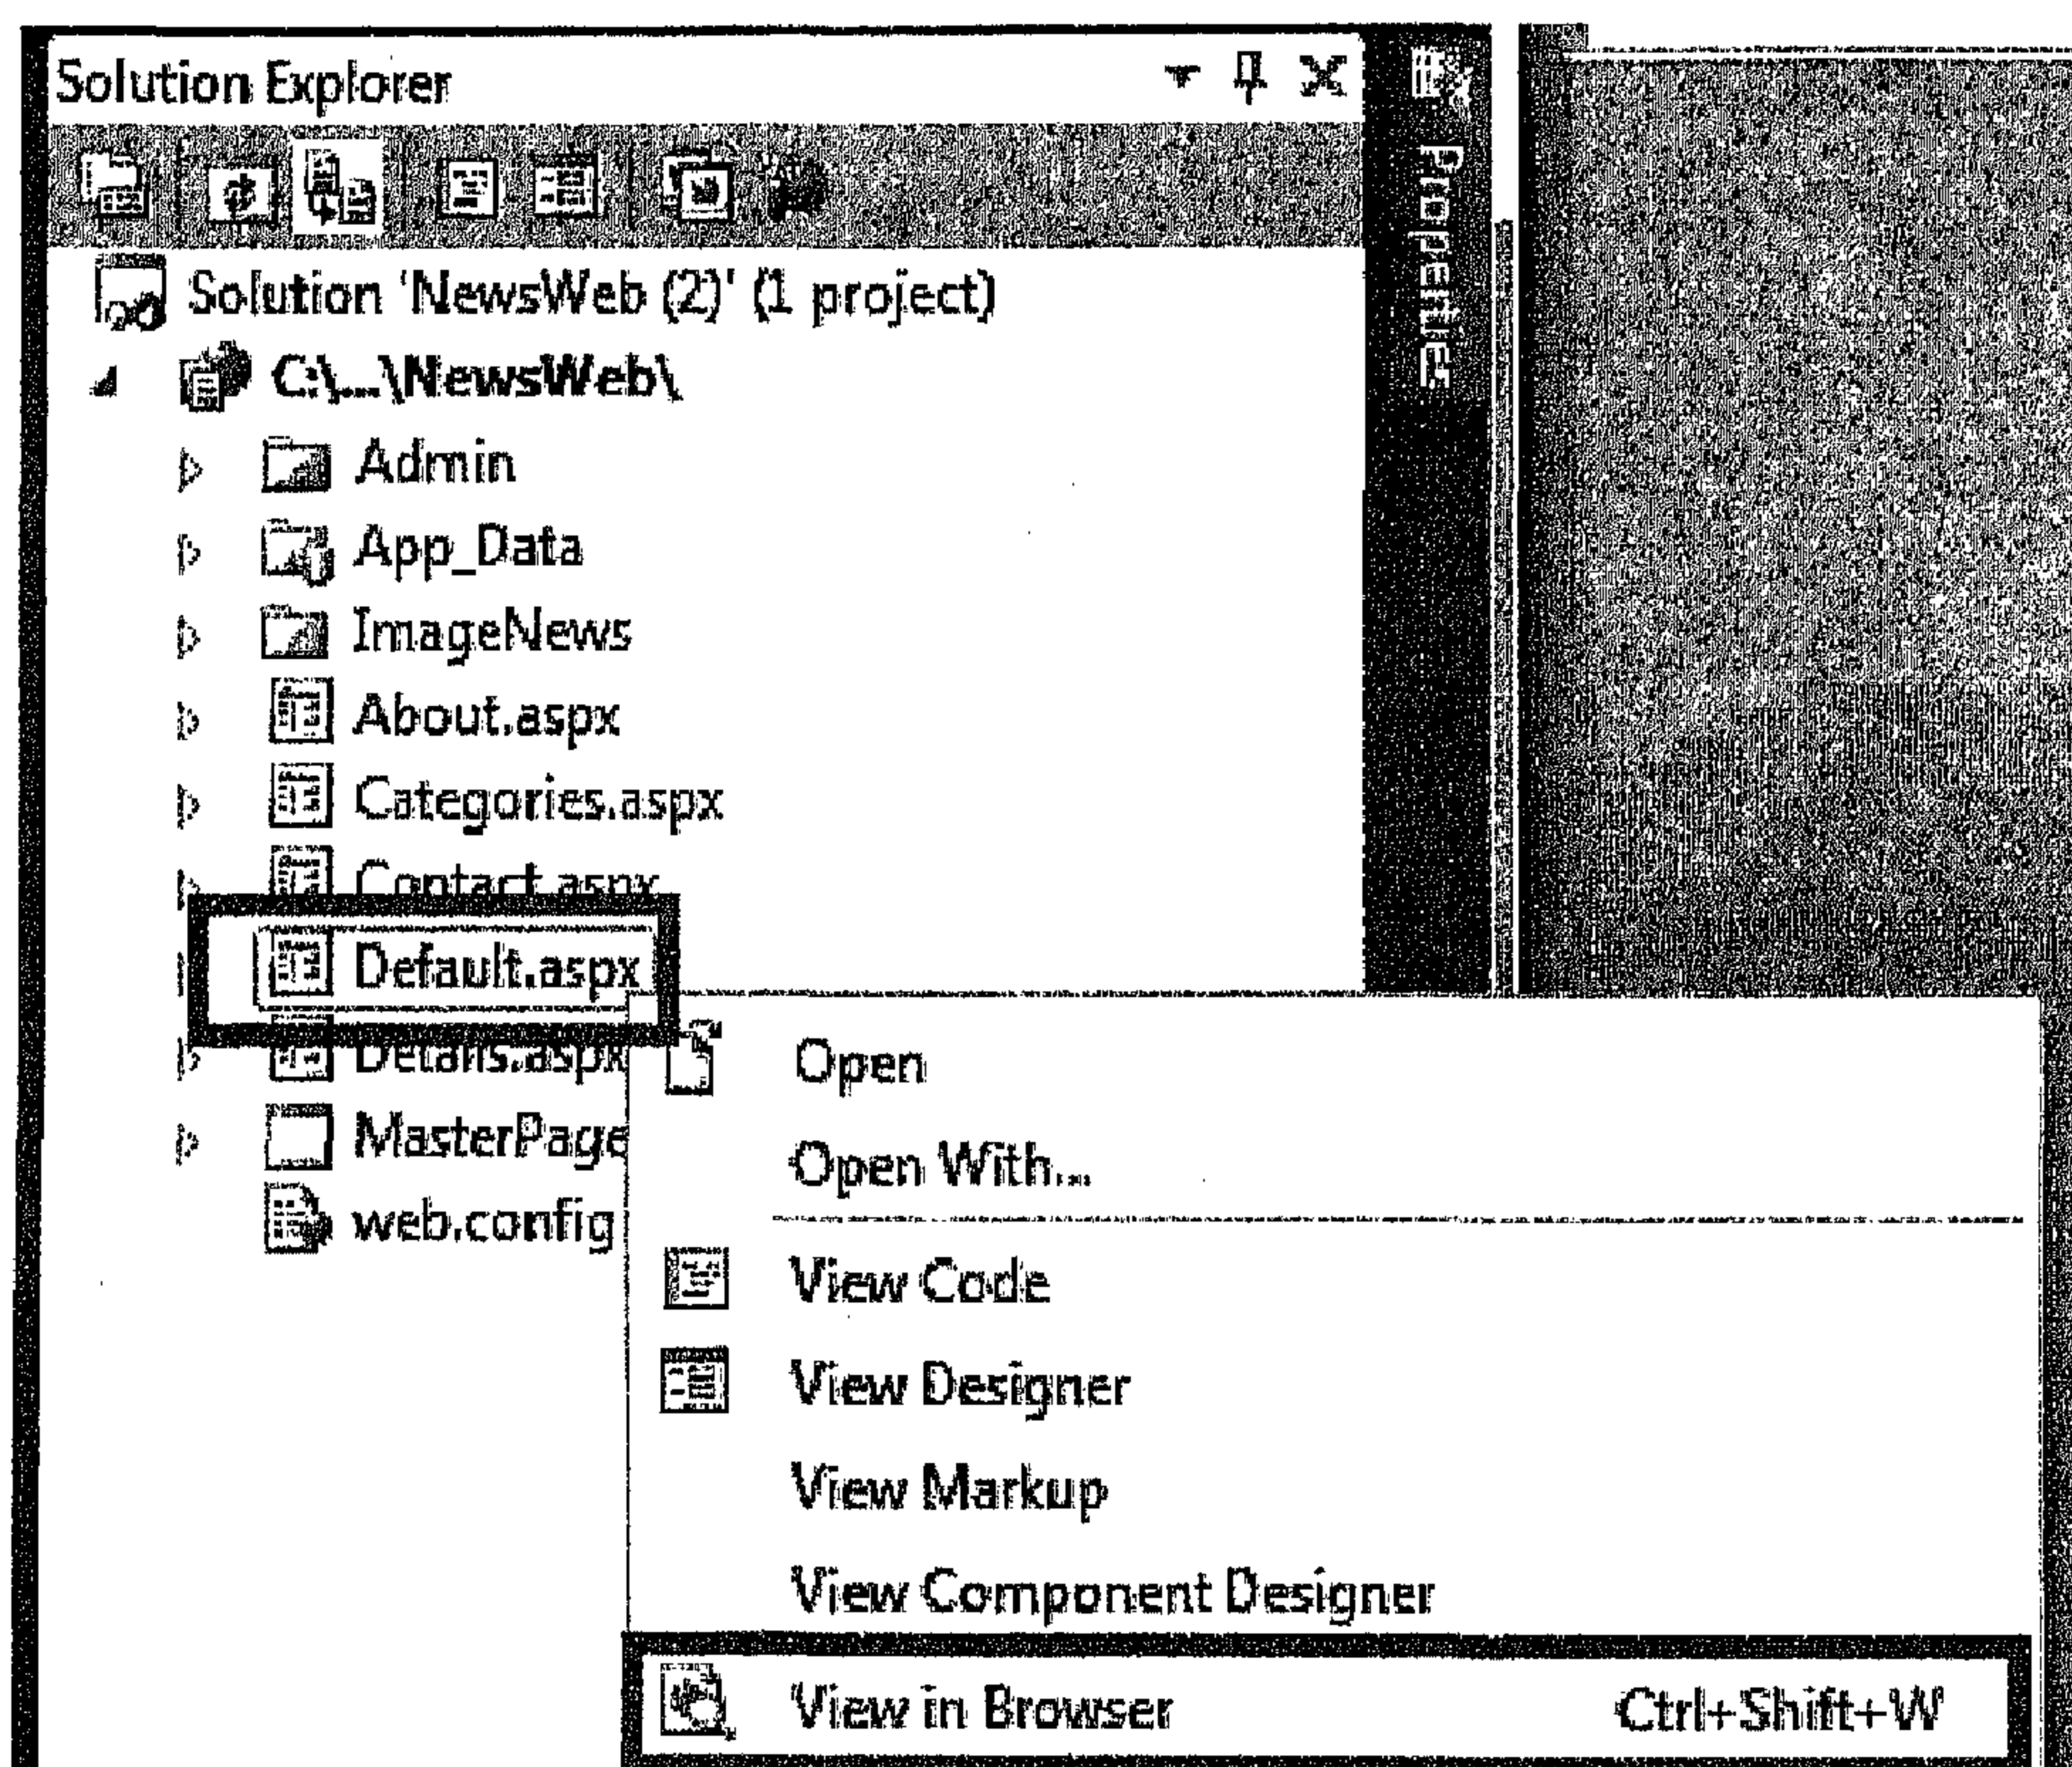 Solution Explorer
Properties
Solution 'NewsWeb (2)' (1 project)
C:\...\NewsWeb\
Admin
App_Data
ImageNews
About.aspx
Categories.aspx
Contact.aspx
Default.aspx
Details.aspx
MasterPage
web.config
Open
Open With...
View Code
View Designer
View Markup
View Component Designer
View in Browser Ctrl+Shift+W